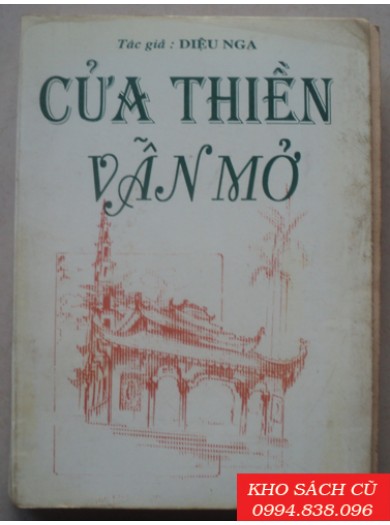 Tác giả : DIỆU NGA
CỬA THIỀN
VẪN MỞ
KHO SÁCH CŨ
0994.838.096